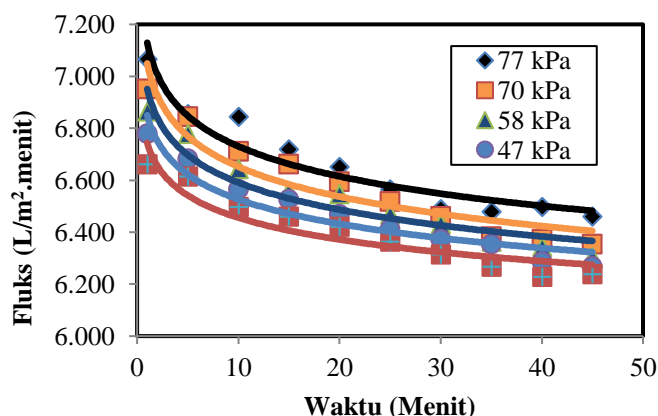 7.200
7.000
6.800
6.600
6.400
6.200
6.000
Fluks (L/m².menit)
77 kPa
70 kPa
58 kPa
47 kPa
0 10 20 30 40 50
Waktu (Menit)